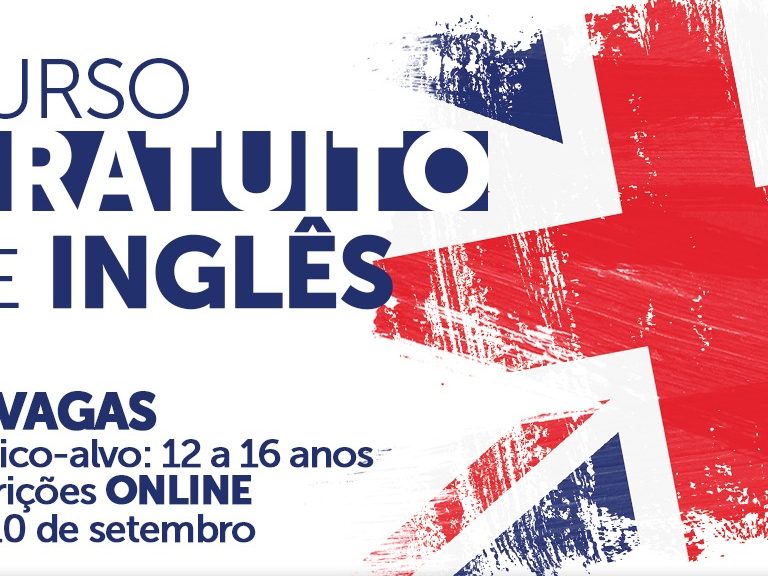 URSO
RATUITO
E INGLÊS
VAGAS
ico-alvo: 12 a 16 anos
rições ONLINE
10 de setembro